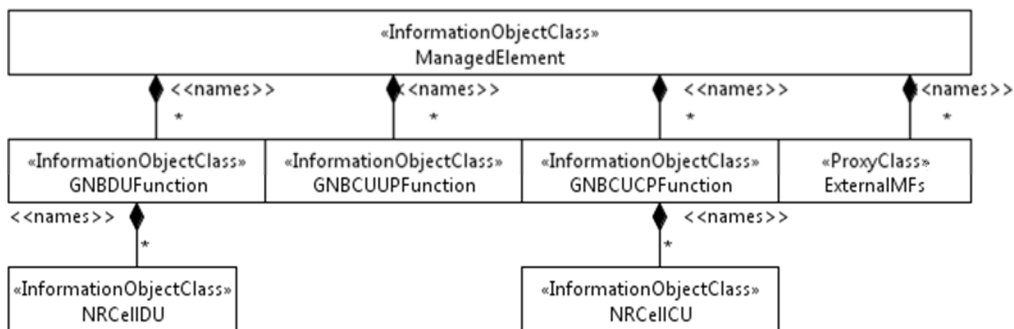 «InformationObjectClass»
ManagedElement
<<names>> <<names>> <<names>> <<names>>
* * * *
«InformationObjectClass» «InformationObjectClass» «InformationObjectClass» «ProxyClass»
GNBDUFunction GNBCUUPFunction GNBCUCPFunction ExternalMFs
<<names>> <<names>>
* *
«InformationObjectClass» «InformationObjectClass»
NRCellDU NRCellCU